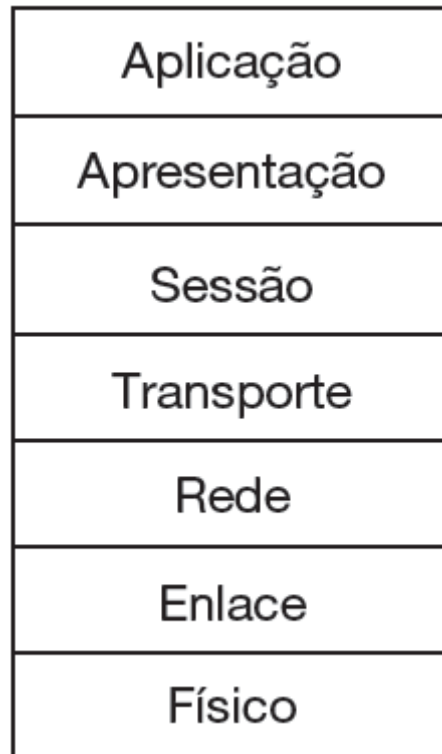 Aplicação
Apresentação
Sessão
Transporte
Rede
Enlace
Físico